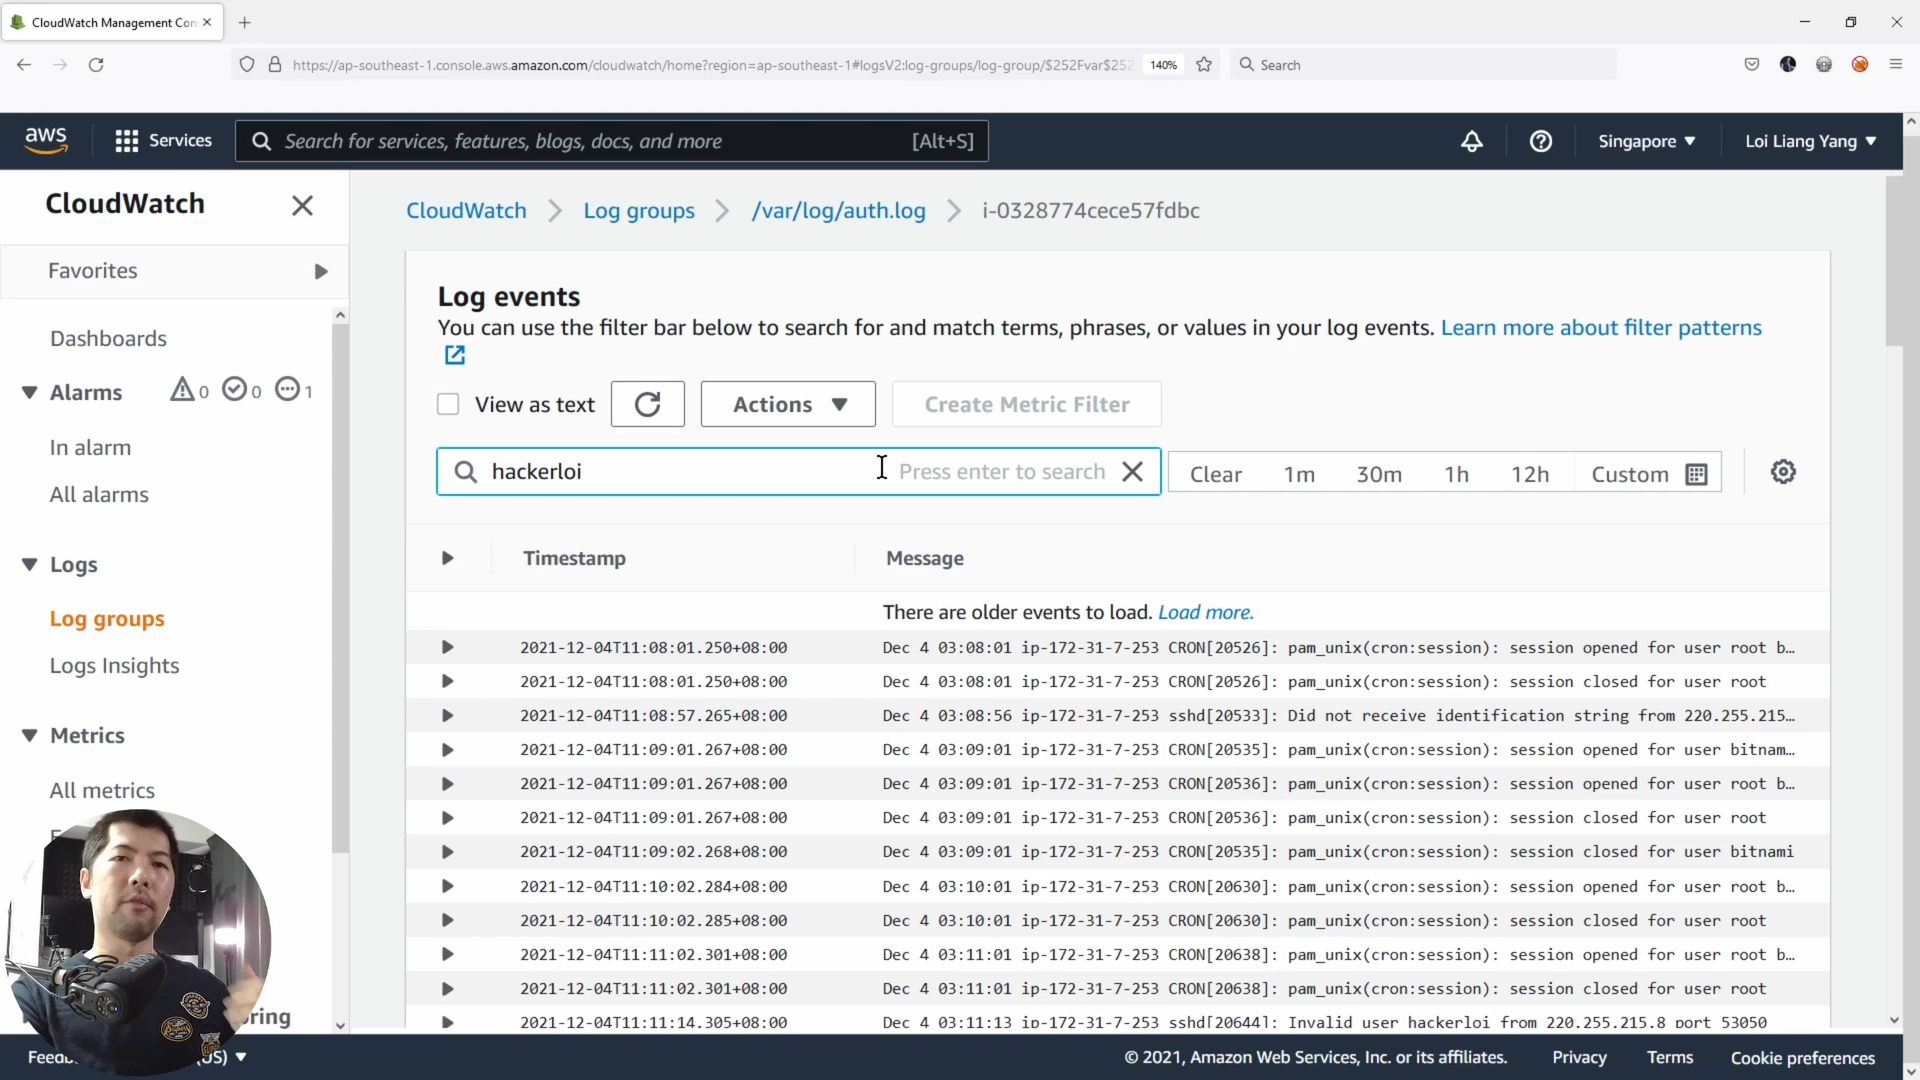 CloudWatch Management Con
https://ap-southeast-1.console.aws.amazon.com/cloudwatch/home?region=ap-southeast-1#logsV2:log-groups/log-group/$252Fvar$252
140%
Search
aws
Services
Search for services, features, blogs, docs, and more
[Alt+S]
Singapore
Loi Liang Yang
CloudWatch
Favorites
Dashboards
Alarms 0 0 1
In alarm
All alarms
Logs
Log groups
Logs Insights
Metrics
All metrics
CloudWatch > Log groups > /var/log/auth.log > i-0328774cece57fdbc
Log events
You can use the filter bar below to search for and match terms, phrases, or values in your log events. Learn more about filter patterns
View as text
Actions
Create Metric Filter
hackerloi
Press enter to search
Clear 1m 30m 1h 12h Custom
Timestamp Message
There are older events to load. Load more.
2021-12-04T11:08:01.250+08:00 Dec 4 03:08:01 ip-172-31-7-253 CRON[20526]: pam_unix(cron:session): session opened for user root b…
2021-12-04T11:08:01.250+08:00 Dec 4 03:08:01 ip-172-31-7-253 CRON[20526]: pam_unix(cron:session): session closed for user root
2021-12-04T11:08:57.265+08:00 Dec 4 03:08:56 ip-172-31-7-253 sshd[20533]: Did not receive identification string from 220.255.215…
2021-12-04T11:09:01.267+08:00 Dec 4 03:09:01 ip-172-31-7-253 CRON[20535]: pam_unix(cron:session): session opened for user bitnam…
2021-12-04T11:09:01.267+08:00 Dec 4 03:09:01 ip-172-31-7-253 CRON[20536]: pam_unix(cron:session): session opened for user root b…
2021-12-04T11:09:01.267+08:00 Dec 4 03:09:01 ip-172-31-7-253 CRON[20536]: pam_unix(cron:session): session closed for user root
2021-12-04T11:09:02.268+08:00 Dec 4 03:09:01 ip-172-31-7-253 CRON[20535]: pam_unix(cron:session): session closed for user bitnami
2021-12-04T11:10:02.284+08:00 Dec 4 03:10:01 ip-172-31-7-253 CRON[20630]: pam_unix(cron:session): session opened for user root b…
2021-12-04T11:10:02.285+08:00 Dec 4 03:10:01 ip-172-31-7-253 CRON[20630]: pam_unix(cron:session): session closed for user root
2021-12-04T11:11:02.301+08:00 Dec 4 03:11:01 ip-172-31-7-253 CRON[20638]: pam_unix(cron:session): session opened for user root b…
2021-12-04T11:11:02.301+08:00 Dec 4 03:11:01 ip-172-31-7-253 CRON[20638]: pam_unix(cron:session): session closed for user root
2021-12-04T11:11:14.305+08:00 Dec 4 03:11:13 ip-172-31-7-253 sshd[20644]: Invalid user hackerloi from 220.255.215.8 port 53050
ring
Feedb
US)
© 2021, Amazon Web Services, Inc. or its affiliates.
Privacy
Terms
Cookie preferences